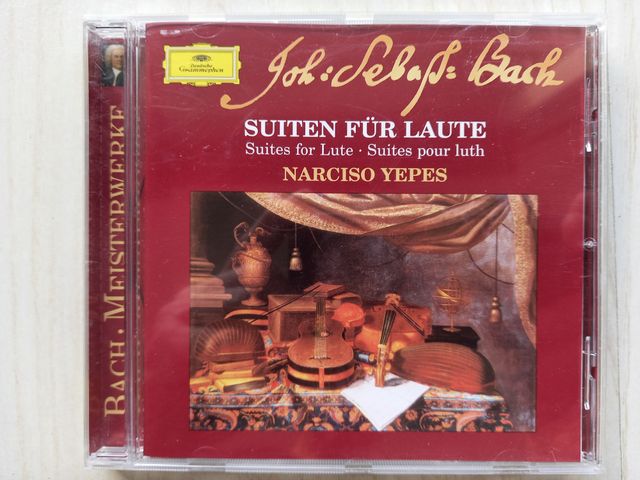 Deutsche
Grammophon
Joh: Sebaſt: Bach
SUITEN FÜR LAUTE
Suites for Lute · Suites pour luth
NARCISO YEPES
BACH. MEISTERWERKE